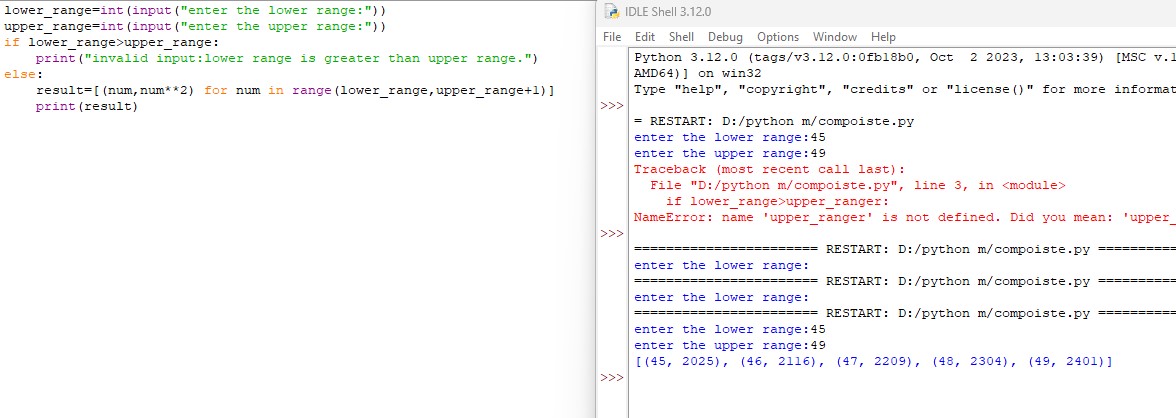 lower_range=int(input("enter the lower range:"))
upper_range=int(input("enter the upper range:"))
if lower_range>upper_range:
    print("invalid input:lower range is greater than upper range.")
else:
    result=[(num,num**2) for num in range(lower_range,upper_range+1)]
    print(result)
IDLE Shell 3.12.0
File Edit Shell Debug Options Window Help
Python 3.12.0 (tags/v3.12.0:0fb18b0, Oct  2 2023, 13:03:39) [MSC v.1
AMD64)] on win32
Type "help", "copyright", "credits" or "license()" for more informat
>>>
= RESTART: D:/python m/compoiste.py
enter the lower range:45
enter the upper range:49
Traceback (most recent call last):
  File "D:/python m/compoiste.py", line 3, in <module>
    if lower_range>upper_ranger:
NameError: name 'upper_ranger' is not defined. Did you mean: 'upper_
>>>
======================= RESTART: D:/python m/compoiste.py ==========
enter the lower range:
======================= RESTART: D:/python m/compoiste.py ==========
enter the lower range:
======================= RESTART: D:/python m/compoiste.py ==========
enter the lower range:45
enter the upper range:49
[(45, 2025), (46, 2116), (47, 2209), (48, 2304), (49, 2401)]
>>>